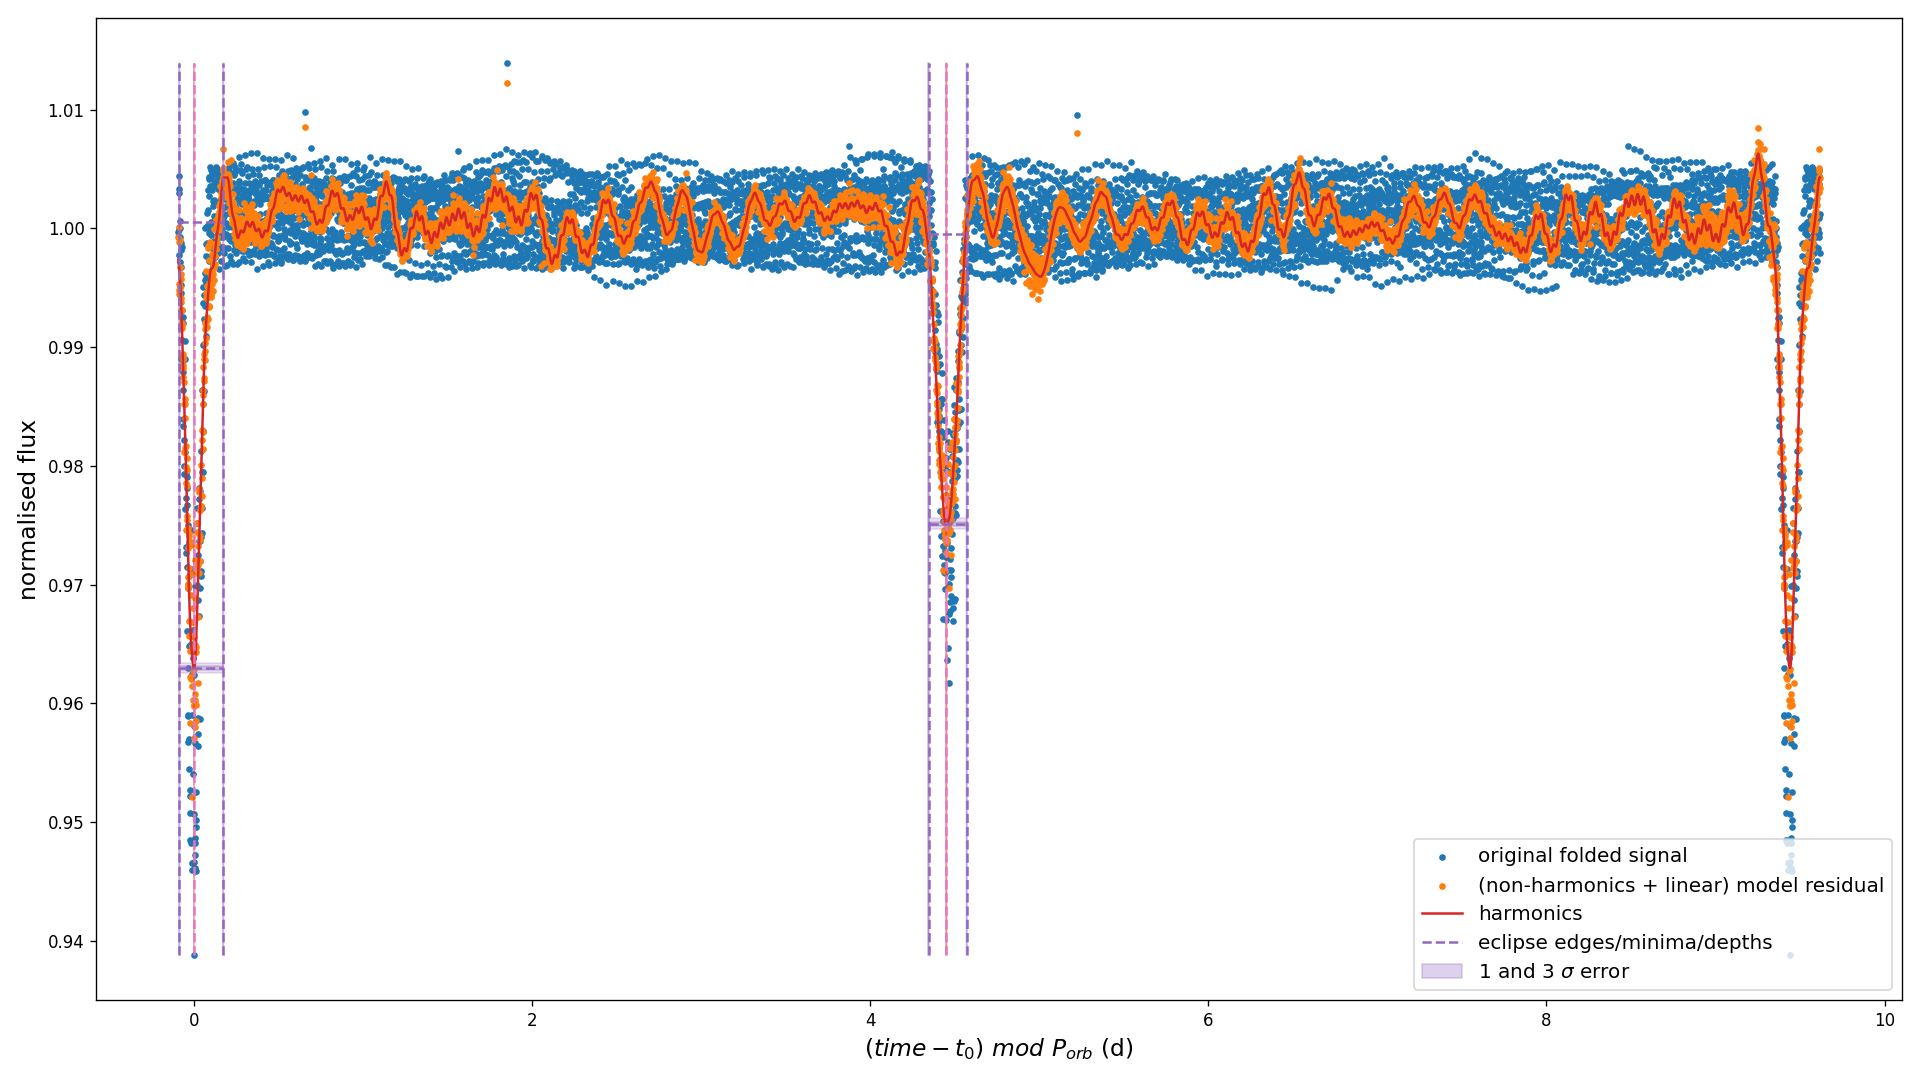 normalised flux
1.01
1.00
0.99
0.98
0.97
0.96
0.95
0.94
0 2 4 6 8 10
(time − t₀) mod P_orb (d)
original folded signal
(non-harmonics + linear) model residual
harmonics
eclipse edges/minima/depths
1 and 3 σ error